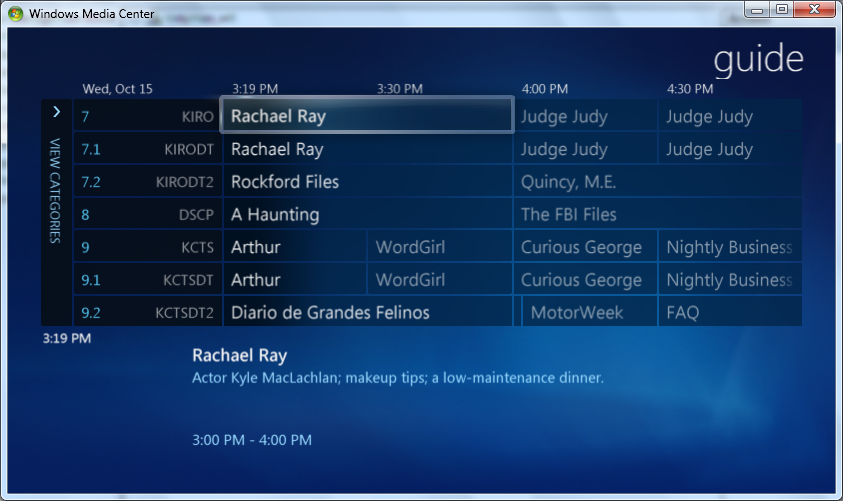 Windows Media Center
guide
Wed, Oct 15 3:19 PM 3:30 PM 4:00 PM 4:30 PM
VIEW CATEGORIES
7 KIRO Rachael Ray Judge Judy Judge Judy
7.1 KIRODT Rachael Ray Judge Judy Judge Judy
7.2 KIRODT2 Rockford Files Quincy, M.E.
8 DSCP A Haunting The FBI Files
9 KCTS Arthur WordGirl Curious George Nightly Business
9.1 KCTSDT Arthur WordGirl Curious George Nightly Business
9.2 KCTSDT2 Diario de Grandes Felinos MotorWeek FAQ
3:19 PM
Rachael Ray
Actor Kyle MacLachlan; makeup tips; a low-maintenance dinner.
3:00 PM - 4:00 PM